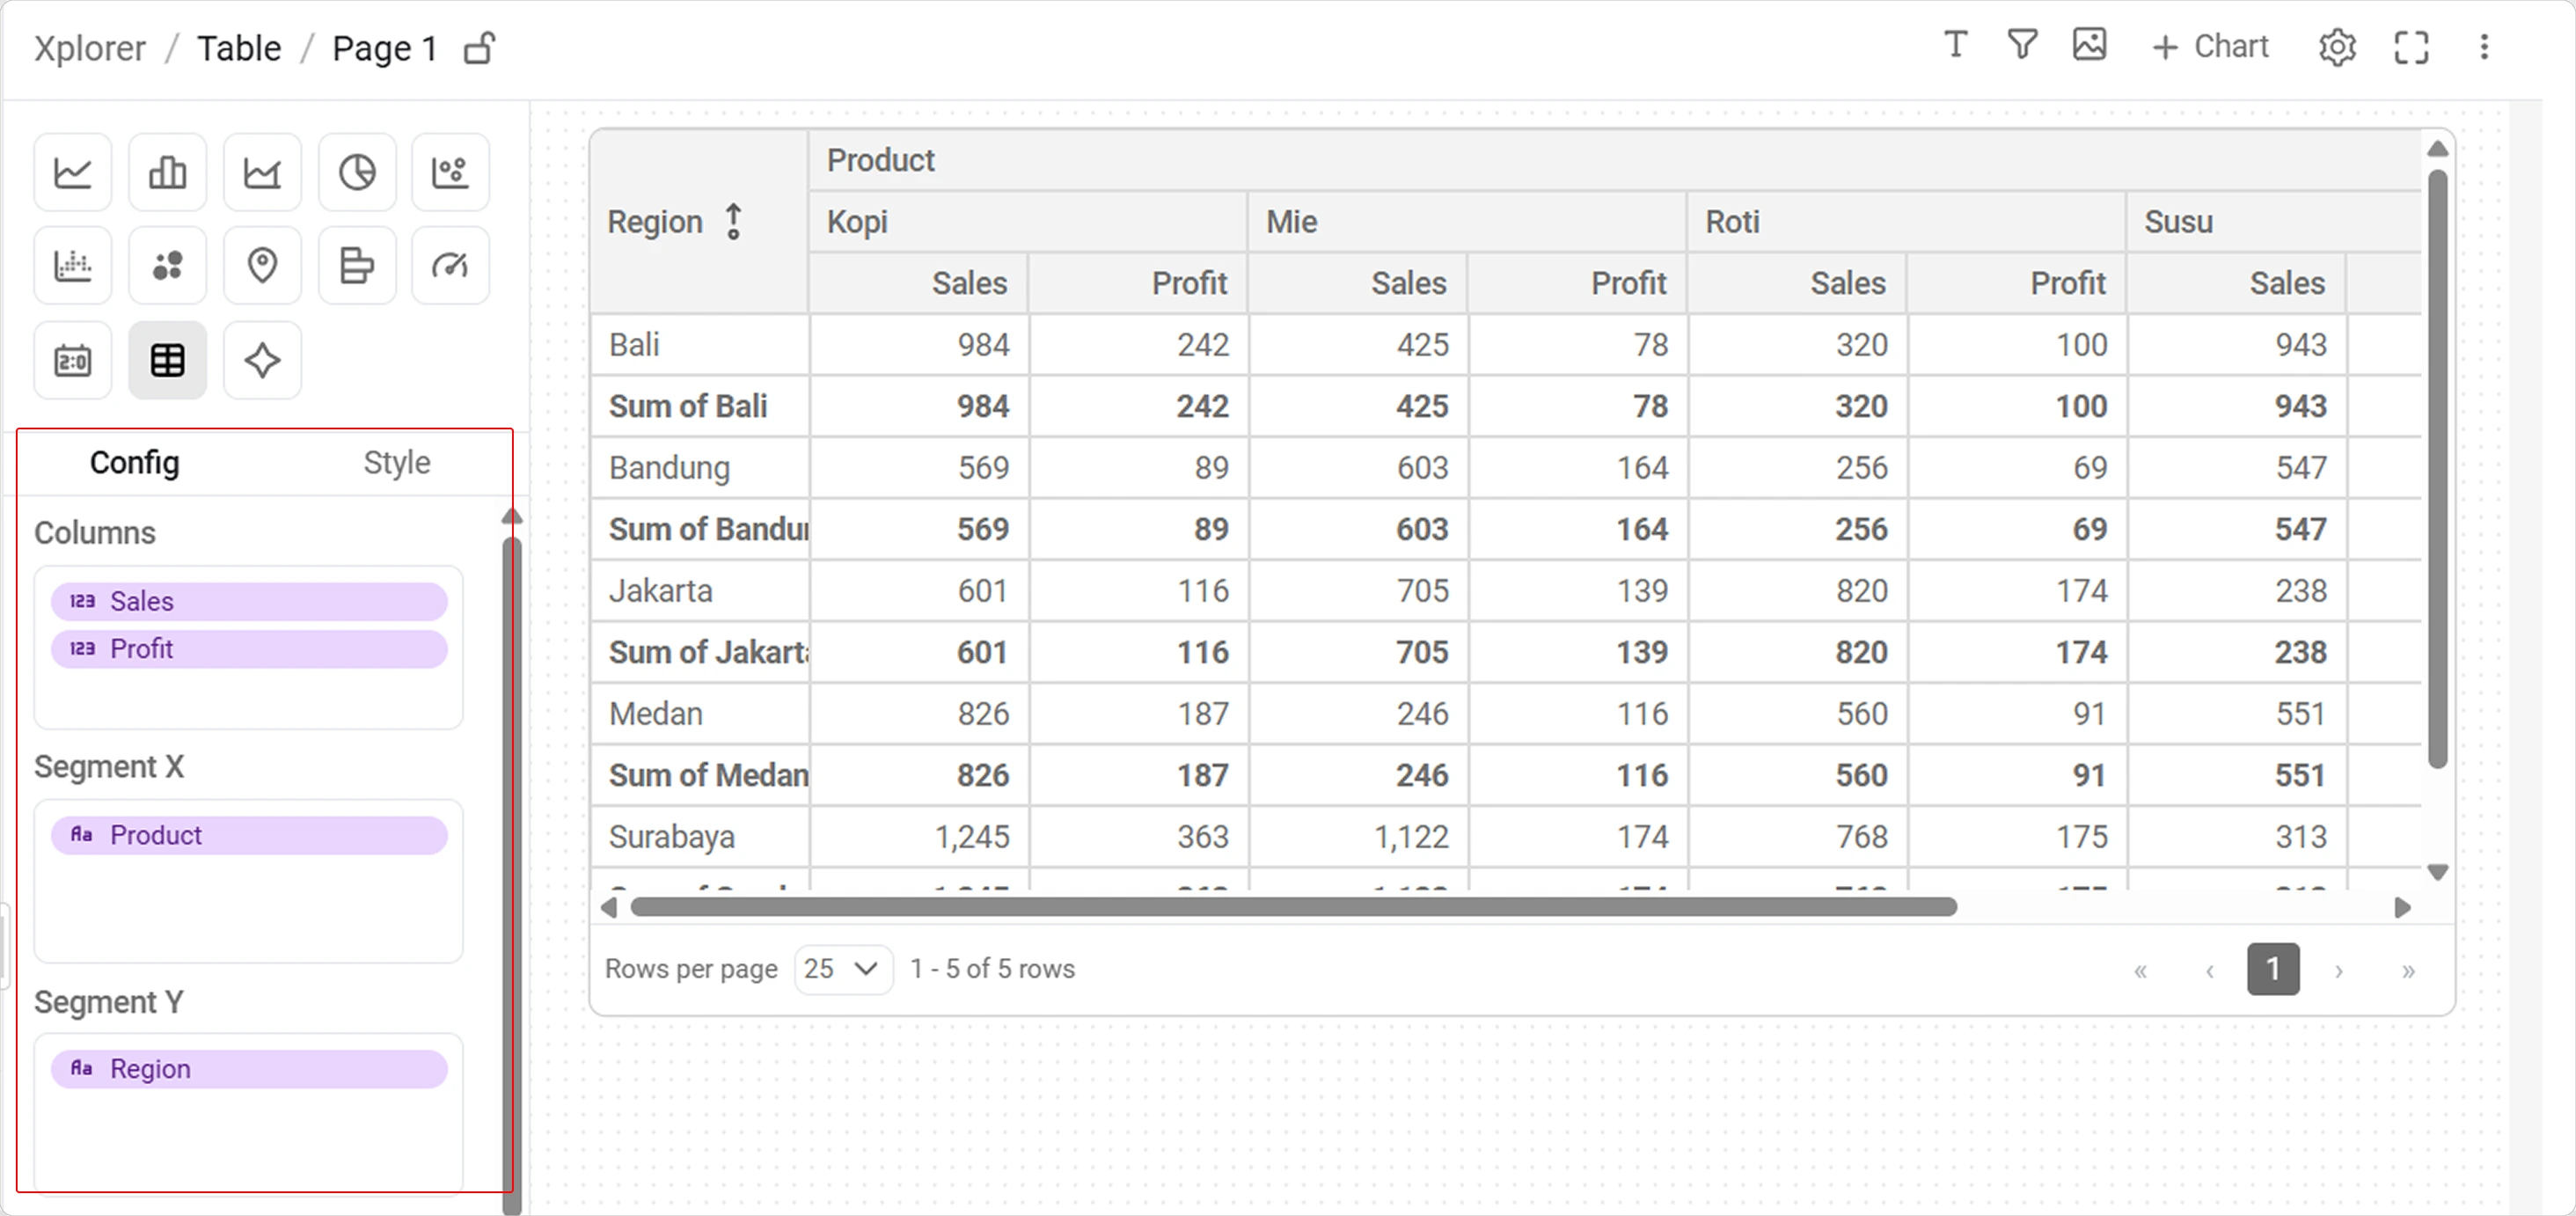 Xplorer / Table / Page 1
T + Chart
2:0
Config Style
Columns
123 Sales
123 Profit
Segment X
Aa Product
Segment Y
Aa Region
Region Product
Kopi Mie Roti Susu
Sales Profit Sales Profit Sales Profit Sales
Bali 984 242 425 78 320 100 943
Sum of Bali 984 242 425 78 320 100 943
Bandung 569 89 603 164 256 69 547
Sum of 569 89 603 164 256 69 547
Jakarta 601 116 705 139 820 174 238
Sum of 601 116 705 139 820 174 238
Medan 826 187 246 116 560 91 551
Sum of Medan 826 187 246 116 560 91 551
Surabaya 1,245 363 1,122 174 768 175 313
Rows per page 25 1 - 5 of 5 rows « ‹ 1 › »